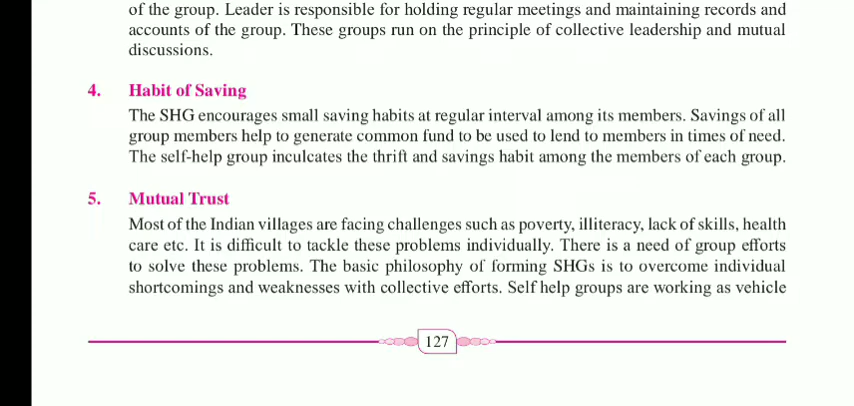 of the group. Leader is responsible for holding regular meetings and maintaining records and
accounts of the group. These groups run on the principle of collective leadership and mutual
discussions.
4. Habit of Saving
The SHG encourages small saving habits at regular interval among its members. Savings of all
group members help to generate common fund to be used to lend to members in times of need.
The self-help group inculcates the thrift and savings habit among the members of each group.
5. Mutual Trust
Most of the Indian villages are facing challenges such as poverty, illiteracy, lack of skills, health
care etc. It is difficult to tackle these problems individually. There is a need of group efforts
to solve these problems. The basic philosophy of forming SHGs is to overcome individual
shortcomings and weaknesses with collective efforts. Self help groups are working as vehicle
127